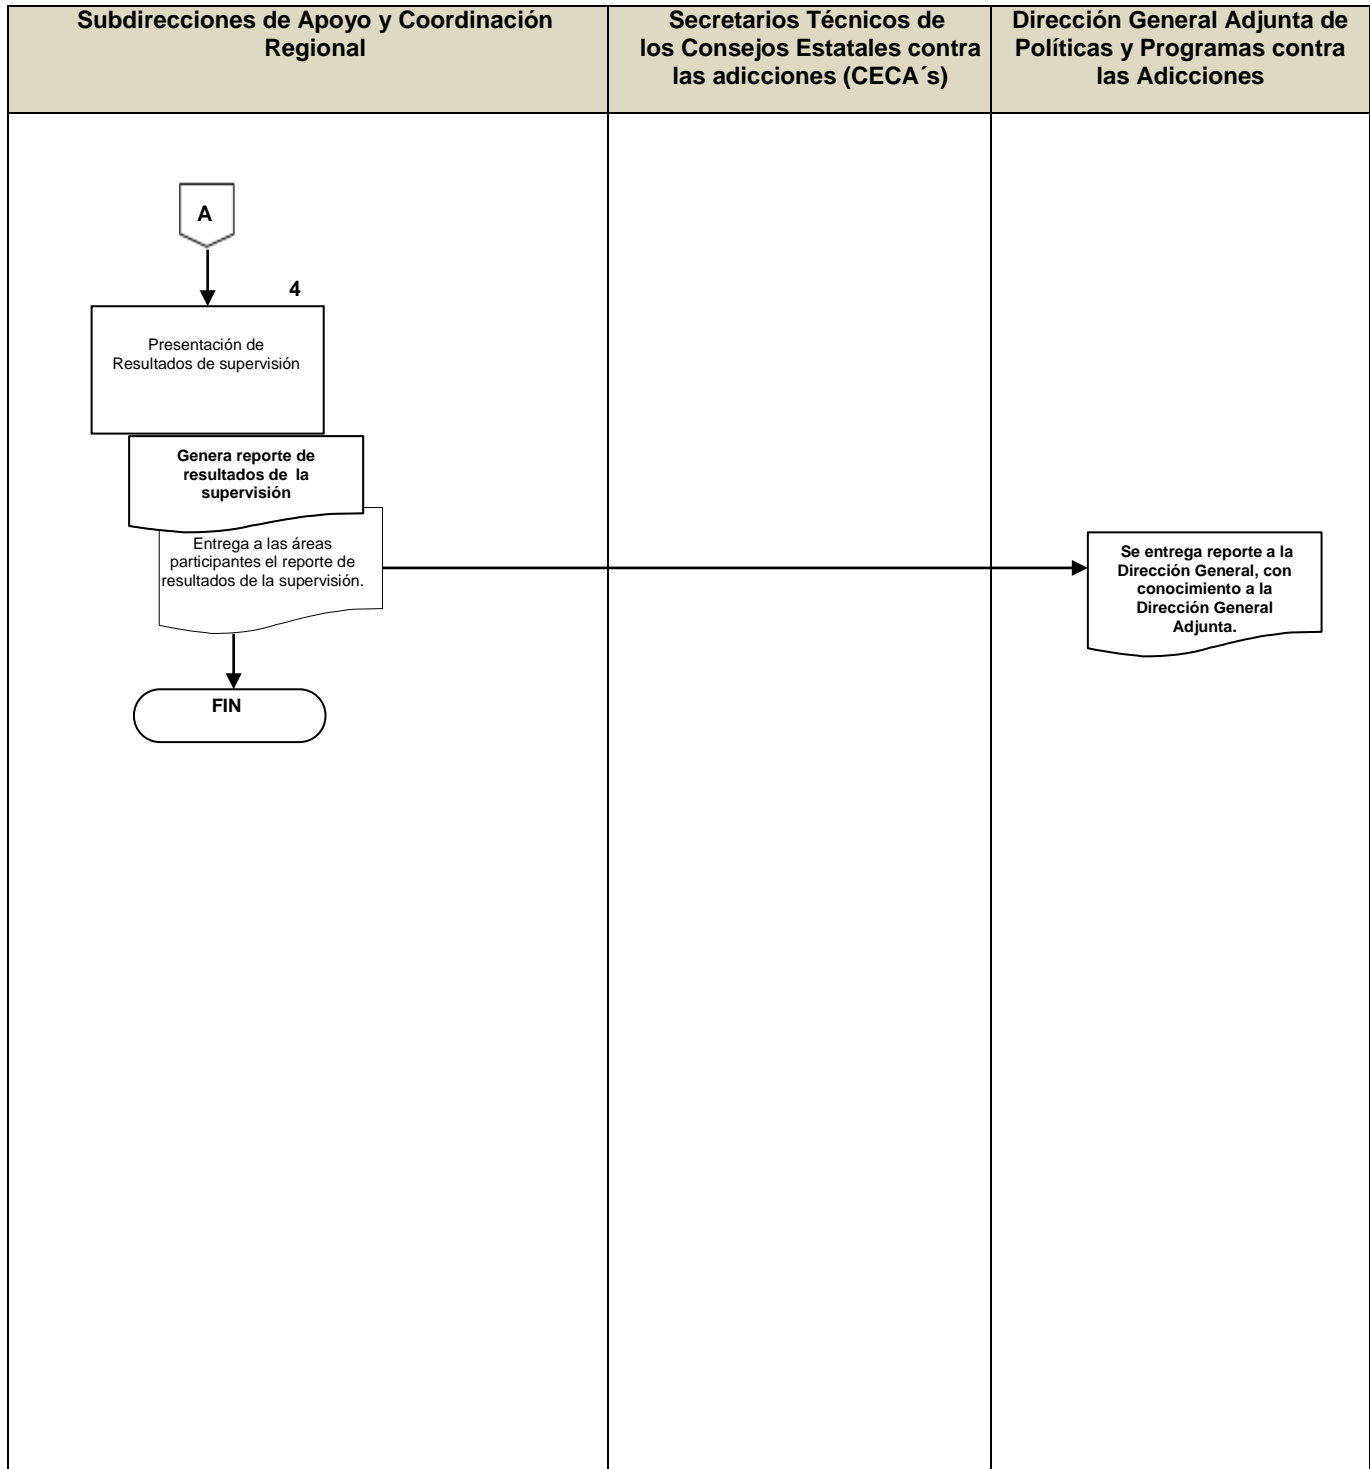 Subdirecciones de Apoyo y Coordinación
Regional
Secretarios Técnicos de
los Consejos Estatales contra
las adicciones (CECA´s)
Dirección General Adjunta de
Políticas y Programas contra
las Adicciones
A
4
Presentación de
Resultados de supervisión
Genera reporte de
resultados de la
supervisión
Entrega a las áreas
participantes el reporte de
resultados de la supervisión.
Se entrega reporte a la
Dirección General, con
conocimiento a la
Dirección General
Adjunta.
FIN